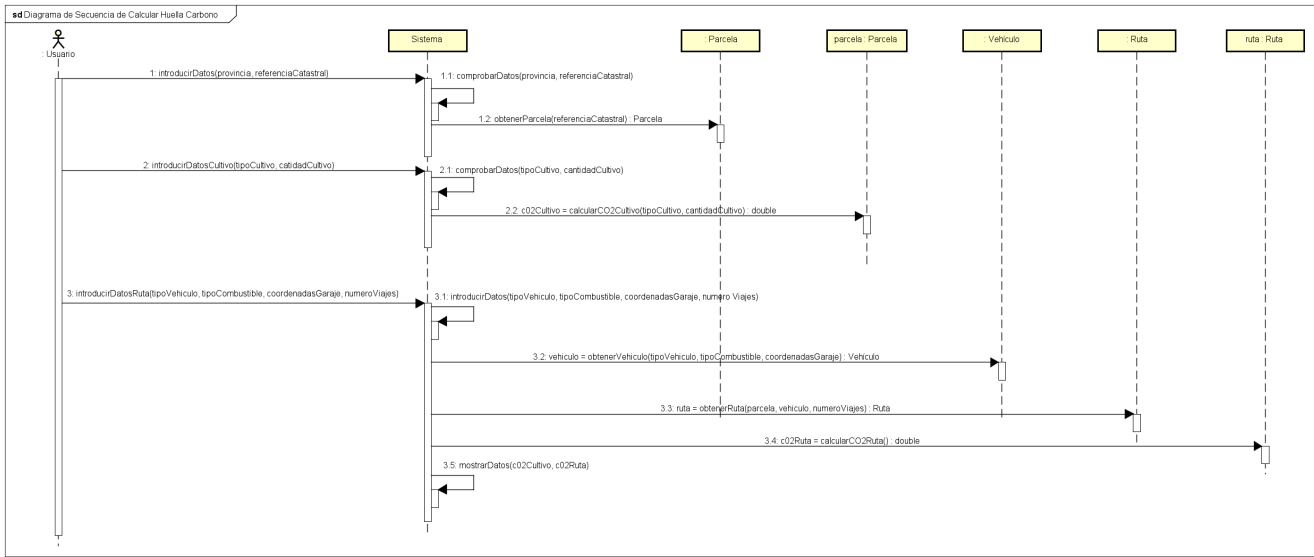 sd Diagrama de Secuencia de Calcular Huella Carbono
: Usuario
Sistema
: Parcela
parcela : Parcela
: Vehículo
: Ruta
ruta : Ruta
1: introducirDatos(provincia, referenciaCatastral)
1.1: comprobarDatos(provincia, referenciaCatastral)
1.2: obtenerParcela(referenciaCatastral) : Parcela
2: introducirDatosCultivo(tipoCultivo, catidadCultivo)
2.1: comprobarDatos(tipoCultivo, cantidadCultivo)
2.2: c02Cultivo = calcularCO2Cultivo(tipoCultivo, cantidadCultivo) : double
3: introducirDatosRuta(tipoVehiculo, tipoCombustible, coordenadasGaraje, numeroViajes)
3.1: introducirDatos(tipoVehiculo, tipoCombustible, coordenadasGaraje, numero Viajes)
3.2: vehiculo = obtenerVehiculo(tipoVehiculo, tipoCombustible, coordenadasGaraje) : Vehículo
3.3: ruta = obtenerRuta(parcela, vehiculo, numeroViajes) : Ruta
3.4: c02Ruta = calcularCO2Ruta() : double
3.5: mostrarDatos(c02Cultivo, c02Ruta)